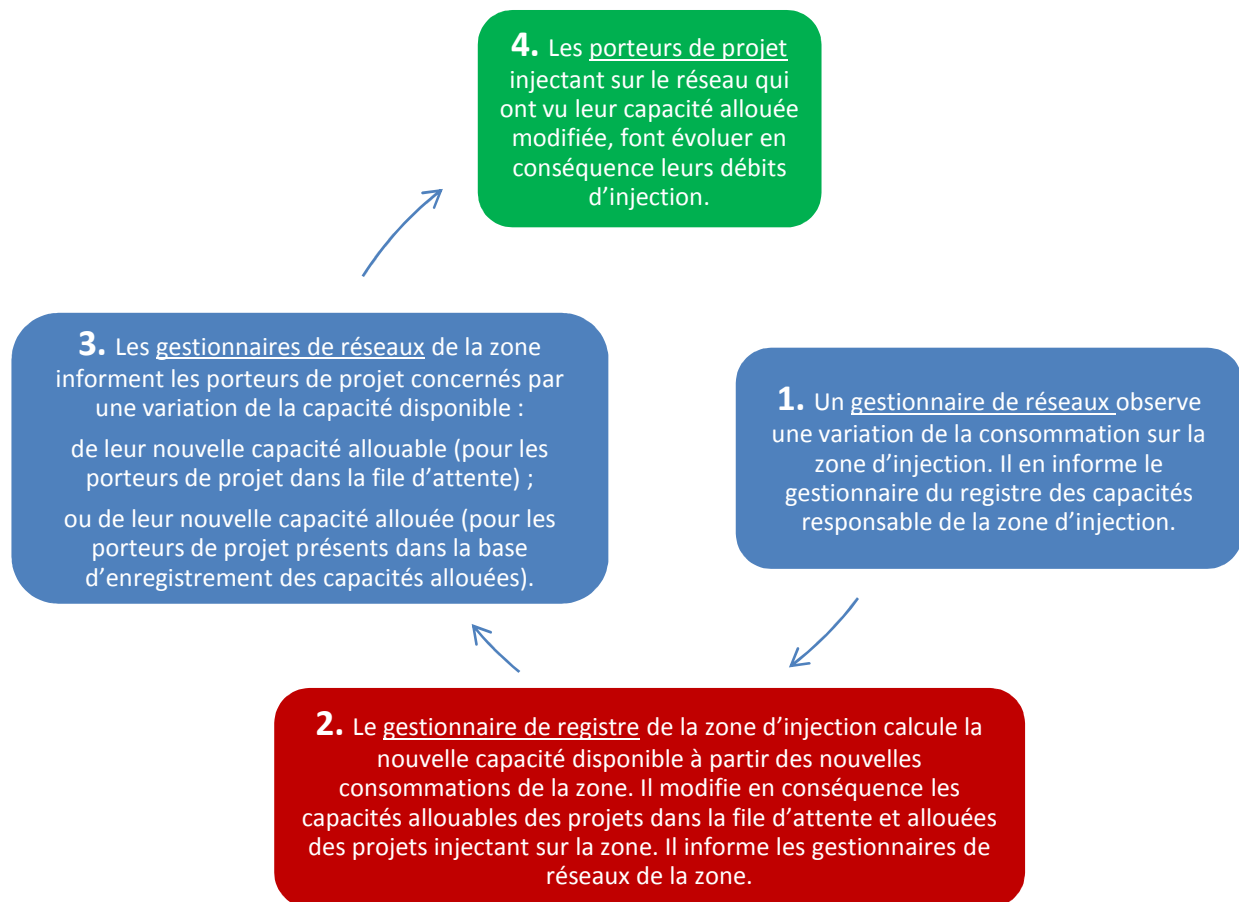 4. Les porteurs de projet
injectant sur le réseau qui
ont vu leur capacité allouée
modifiée, font évoluer en
conséquence leurs débits
d’injection.
3. Les gestionnaires de réseaux de la zone
informent les porteurs de projet concernés par
une variation de la capacité disponible :
de leur nouvelle capacité allouable (pour les
porteurs de projet dans la file d’attente) ;
ou de leur nouvelle capacité allouée (pour les
porteurs de projet présents dans la base
d’enregistrement des capacités allouées).
1. Un gestionnaire de réseaux observe
une variation de la consommation sur la
zone d’injection. Il en informe le
gestionnaire du registre des capacités
responsable de la zone d’injection.
2. Le gestionnaire de registre de la zone d’injection calcule la
nouvelle capacité disponible à partir des nouvelles
consommations de la zone. Il modifie en conséquence les
capacités allouables des projets dans la file d’attente et allouées
des projets injectant sur la zone. Il informe les gestionnaires de
réseaux de la zone.